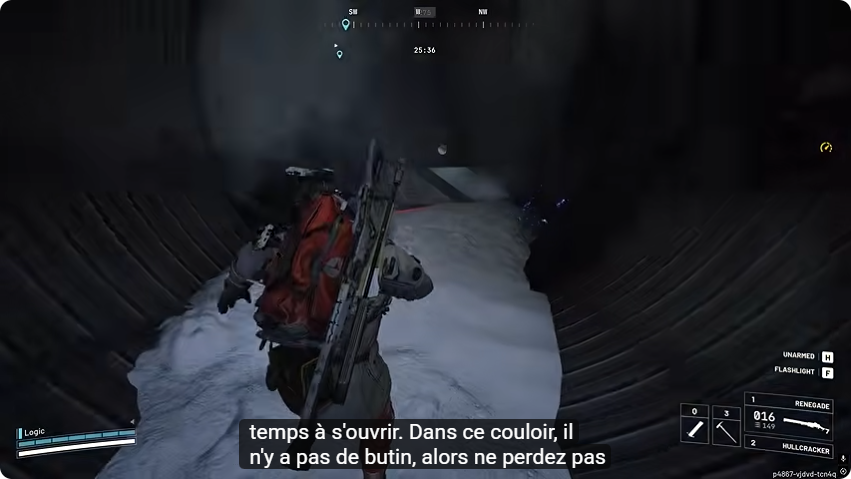 SW
W
NW
25:36
UNARMED H
FLASHLIGHT F
0
3
1 RENEGADE
016
149
2 HULLCRACKER
Logic
temps à s'ouvrir. Dans ce couloir, il
n'y a pas de butin, alors ne perdez pas
p4867-vjdvd-tcn4q